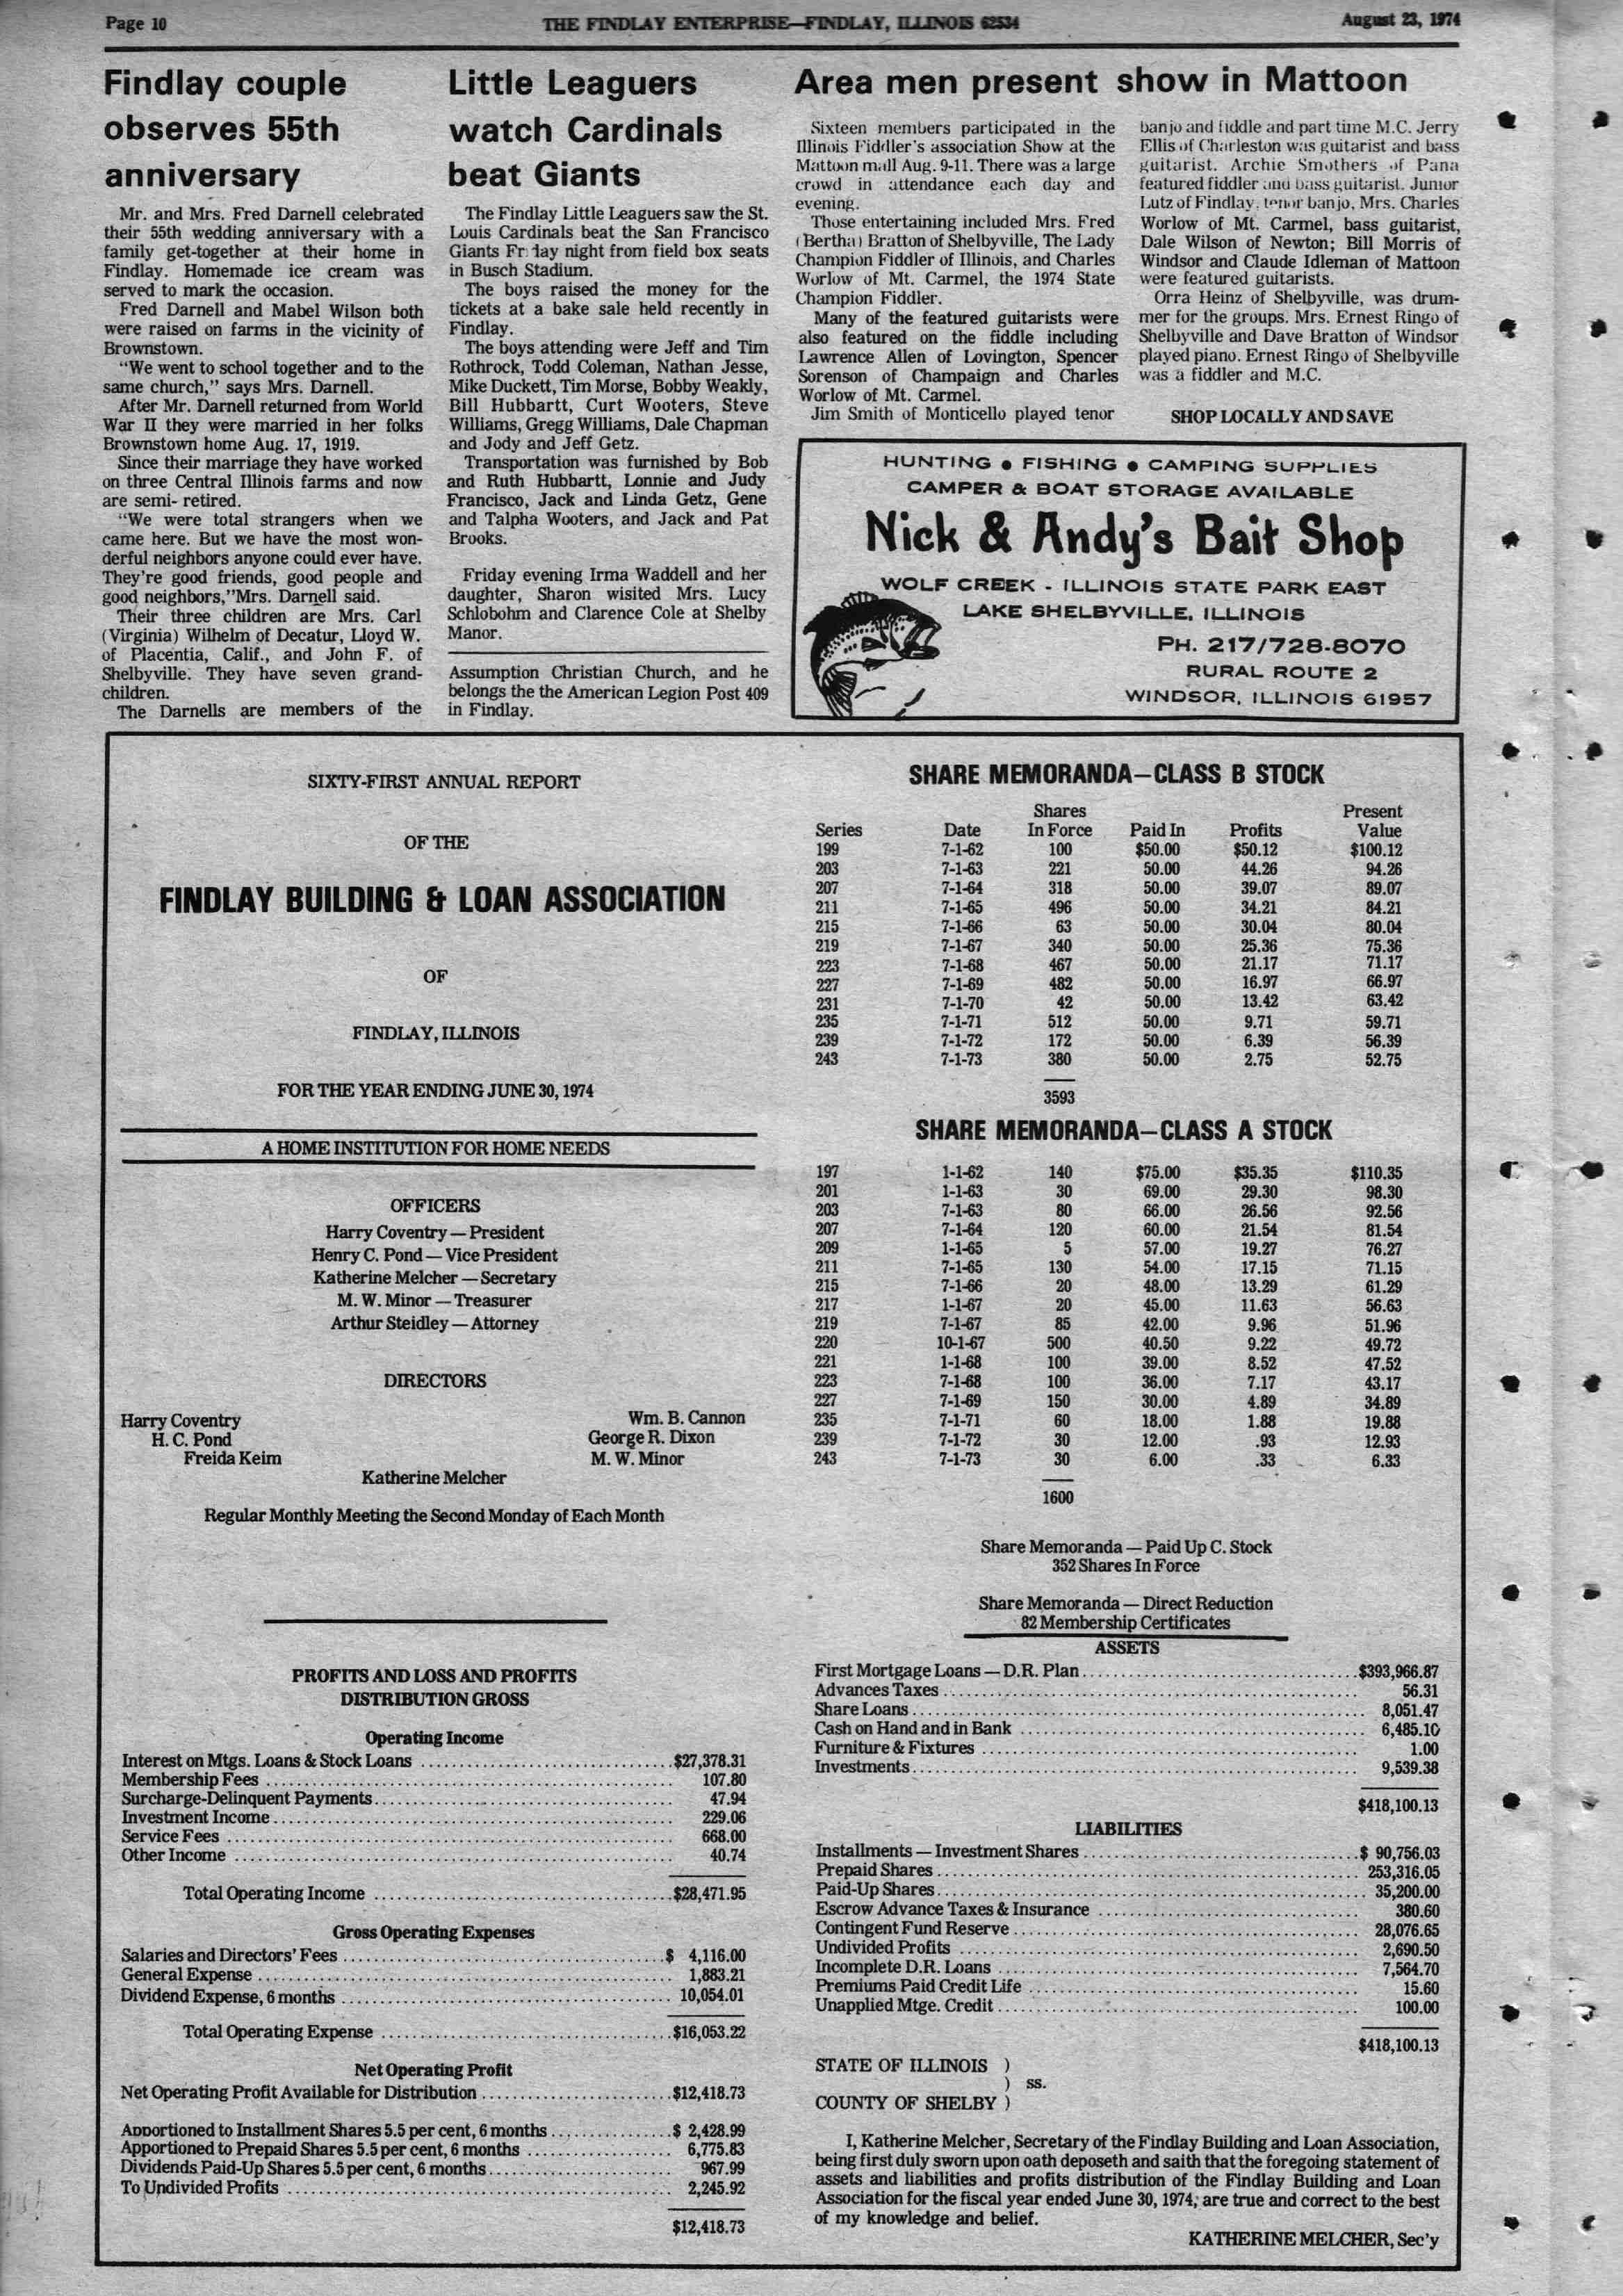 Page 10
THE FINDLAY ENTERPRISE—FINDLAY, ILLINOIS 62534
August 23, 1974
Findlay couple
observes 55th
anniversary
Mr. and Mrs. Fred Darnell celebrated
their 55th wedding anniversary with a
family get-together at their home in
Findlay. Homemade ice cream was
served to mark the occasion.
Fred Darnell and Mabel Wilson both
were raised on farms in the vicinity of
Brownstown.
"We went to school together and to the
same church," says Mrs. Darnell.
After Mr. Darnell returned from World
War II they were married in her folks
Brownstown home Aug. 17, 1919.
Since their marriage they have worked
on three Central Illinois farms and now
are semi- retired.
"We were total strangers when we
came here. But we have the most won-
derful neighbors anyone could ever have.
They're good friends, good people and
good neighbors,"Mrs. Darnell said.
Their three children are Mrs. Carl
(Virginia) Wilhelm of Decatur, Lloyd W.
of Placentia, Calif., and John F. of
Shelbyville. They have seven grand-
children.
The Darnells are members of the
Little Leaguers
watch Cardinals
beat Giants
The Findlay Little Leaguers saw the St.
Louis Cardinals beat the San Francisco
Giants Friday night from field box seats
in Busch Stadium.
The boys raised the money for the
tickets at a bake sale held recently in
Findlay.
The boys attending were Jeff and Tim
Rothrock, Todd Coleman, Nathan Jesse,
Mike Duckett, Tim Morse, Bobby Weakly,
Bill Hubbartt, Curt Wooters, Steve
Williams, Gregg Williams, Dale Chapman
and Jody and Jeff Getz.
Transportation was furnished by Bob
and Ruth Hubbartt, Lonnie and Judy
Francisco, Jack and Linda Getz, Gene
and Talpha Wooters, and Jack and Pat
Brooks.
Friday evening Irma Waddell and her
daughter, Sharon wisited Mrs. Lucy
Schlobohm and Clarence Cole at Shelby
Manor.
Assumption Christian Church, and he
belongs the the American Legion Post 409
in Findlay.
Area men present show in Mattoon
Sixteen members participated in the
Illinois Fiddler's association Show at the
Mattoon mall Aug. 9-11. There was a large
crowd in attendance each day and
evening.
Those entertaining included Mrs. Fred
(Bertha) Bratton of Shelbyville, The Lady
Champion Fiddler of Illinois, and Charles
Worlow of Mt. Carmel, the 1974 State
Champion Fiddler.
Many of the featured guitarists were
also featured on the fiddle including
Lawrence Allen of Lovington, Spencer
Sorenson of Champaign and Charles
Worlow of Mt. Carmel.
Jim Smith of Monticello played tenor
banjo and fiddle and part time M.C. Jerry
Ellis of Charleston was guitarist and bass
guitarist. Archie Smothers of Pana
featured fiddler and bass guitarist. Junior
Lutz of Findlay, tenor banjo, Mrs. Charles
Worlow of Mt. Carmel, bass guitarist,
Dale Wilson of Newton; Bill Morris of
Windsor and Claude Idleman of Mattoon
were featured guitarists.
Orra Heinz of Shelbyville, was drum-
mer for the groups. Mrs. Ernest Ringo of
Shelbyville and Dave Bratton of Windsor
played piano. Ernest Ringo of Shelbyville
was a fiddler and M.C.
SHOP LOCALLY AND SAVE
HUNTING • FISHING • CAMPING SUPPLIES
CAMPER & BOAT STORAGE AVAILABLE
Nick & Andy's Bait Shop
WOLF CREEK - ILLINOIS STATE PARK EAST
LAKE SHELBYVILLE, ILLINOIS
PH. 217/728-8070
RURAL ROUTE 2
WINDSOR, ILLINOIS 61957
SIXTY-FIRST ANNUAL REPORT
OF THE
FINDLAY BUILDING & LOAN ASSOCIATION
OF
FINDLAY, ILLINOIS
FOR THE YEAR ENDING JUNE 30, 1974
A HOME INSTITUTION FOR HOME NEEDS
OFFICERS
Harry Coventry — President
Henry C. Pond — Vice President
Katherine Melcher — Secretary
M. W. Minor — Treasurer
Arthur Steidley — Attorney
DIRECTORS
Harry Coventry Wm. B. Cannon
H. C. Pond George R. Dixon
Freida Keim M. W. Minor
Katherine Melcher
Regular Monthly Meeting the Second Monday of Each Month
PROFITS AND LOSS AND PROFITS
DISTRIBUTION GROSS
Operating Income
Interest on Mtgs. Loans & Stock Loans $27,378.31
Membership Fees 107.80
Surcharge-Delinquent Payments 47.94
Investment Income 229.06
Service Fees 668.00
Other Income 40.74
Total Operating Income $28,471.95
Gross Operating Expenses
Salaries and Directors' Fees $ 4,116.00
General Expense 1,883.21
Dividend Expense, 6 months 10,054.01
Total Operating Expense $16,053.22
Net Operating Profit
Net Operating Profit Available for Distribution $12,418.73
Apportioned to Installment Shares 5.5 per cent, 6 months $ 2,428.99
Apportioned to Prepaid Shares 5.5 per cent, 6 months 6,775.83
Dividends Paid-Up Shares 5.5 per cent, 6 months 967.99
To Undivided Profits 2,245.92
$12,418.73
SHARE MEMORANDA—CLASS B STOCK
Shares Present
Series Date In Force Paid In Profits Value
199 7-1-62 100 $50.00 $50.12 $100.12
203 7-1-63 221 50.00 44.26 94.26
207 7-1-64 318 50.00 39.07 89.07
211 7-1-65 496 50.00 34.21 84.21
215 7-1-66 63 50.00 30.04 80.04
219 7-1-67 340 50.00 25.36 75.36
223 7-1-68 467 50.00 21.17 71.17
227 7-1-69 482 50.00 16.97 66.97
231 7-1-70 42 50.00 13.42 63.42
235 7-1-71 512 50.00 9.71 59.71
239 7-1-72 172 50.00 6.39 56.39
243 7-1-73 380 50.00 2.75 52.75
3593
SHARE MEMORANDA—CLASS A STOCK
197 1-1-62 140 $75.00 $35.35 $110.35
201 1-1-63 30 69.00 29.30 98.30
203 7-1-63 80 66.00 26.56 92.56
207 7-1-64 120 60.00 21.54 81.54
209 1-1-65 5 57.00 19.27 76.27
211 7-1-65 130 54.00 17.15 71.15
215 7-1-66 20 48.00 13.29 61.29
217 1-1-67 20 45.00 11.63 56.63
219 7-1-67 85 42.00 9.96 51.96
220 10-1-67 500 40.50 9.22 49.72
221 1-1-68 100 39.00 8.52 47.52
223 7-1-68 100 36.00 7.17 43.17
227 7-1-69 150 30.00 4.89 34.89
235 7-1-71 60 18.00 1.88 19.88
239 7-1-72 30 12.00 .93 12.93
243 7-1-73 30 6.00 .33 6.33
1600
Share Memoranda — Paid Up C. Stock
352 Shares In Force
Share Memoranda — Direct Reduction
82 Membership Certificates
ASSETS
First Mortgage Loans — D.R. Plan $393,966.87
Advances Taxes 56.31
Share Loans 8,051.47
Cash on Hand and in Bank 6,485.10
Furniture & Fixtures 1.00
Investments 9,539.38
$418,100.13
LIABILITIES
Installments — Investment Shares $ 90,756.03
Prepaid Shares 253,316.05
Paid-Up Shares 35,200.00
Escrow Advance Taxes & Insurance 380.60
Contingent Fund Reserve 28,076.65
Undivided Profits 2,690.50
Incomplete D.R. Loans 7,564.70
Premiums Paid Credit Life 15.60
Unapplied Mtge. Credit 100.00
$418,100.13
STATE OF ILLINOIS )
) ss.
COUNTY OF SHELBY )
I, Katherine Melcher, Secretary of the Findlay Building and Loan Association,
being first duly sworn upon oath deposeth and saith that the foregoing statement of
assets and liabilities and profits distribution of the Findlay Building and Loan
Association for the fiscal year ended June 30, 1974, are true and correct to the best
of my knowledge and belief.
KATHERINE MELCHER, Sec'y